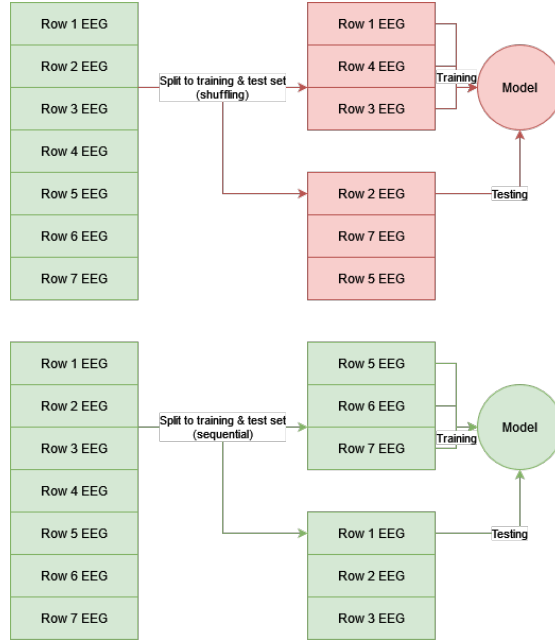 Row 1 EEG
Row 2 EEG
Row 3 EEG
Row 4 EEG
Row 5 EEG
Row 6 EEG
Row 7 EEG
Split to training & test set
(shuffling)
Row 1 EEG
Row 4 EEG
Row 3 EEG
Training
Model
Row 2 EEG
Row 7 EEG
Row 5 EEG
Testing
Row 1 EEG
Row 2 EEG
Row 3 EEG
Row 4 EEG
Row 5 EEG
Row 6 EEG
Row 7 EEG
Split to training & test set
(sequential)
Row 5 EEG
Row 6 EEG
Row 7 EEG
Training
Model
Row 1 EEG
Row 2 EEG
Row 3 EEG
Testing